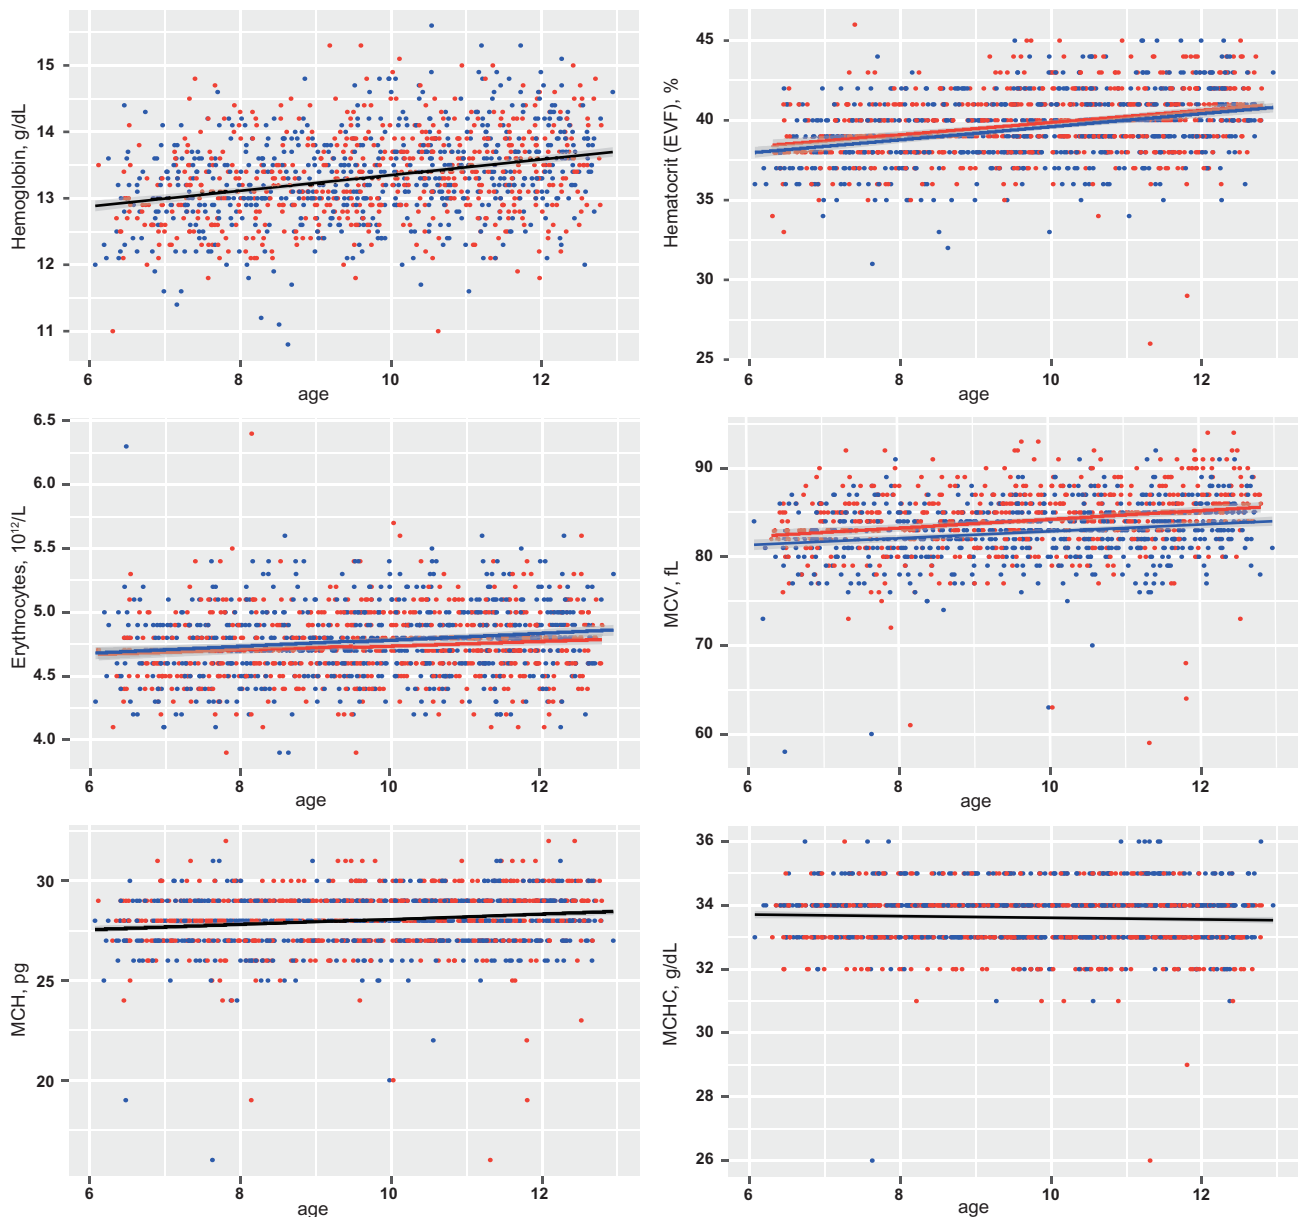 Hemoglobin, g/dL
15
14
13
12
11
6 8 10 12
age
Hematocrit (EVF), %
45
40
35
30
25
6 8 10 12
age
Erythrocytes, 10¹²/L
6.5
6.0
5.5
5.0
4.5
4.0
6 8 10 12
age
MCV, fL
90
80
70
60
6 8 10 12
age
MCH, pg
30
25
20
6 8 10 12
age
MCHC, g/dL
36
34
32
30
28
26
6 8 10 12
age